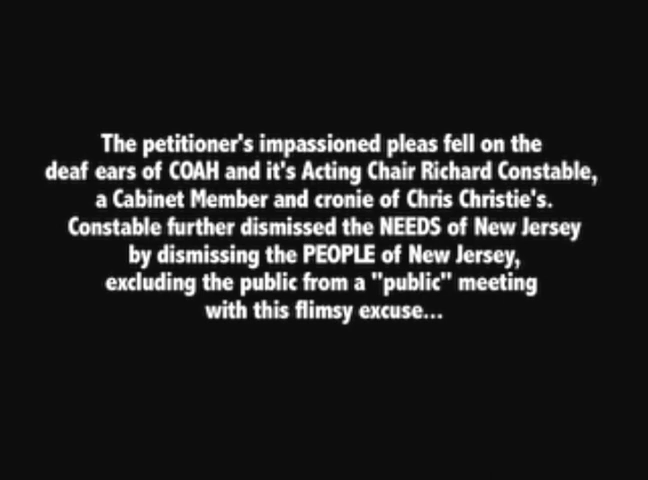 The petitioner's impassioned pleas fell on the
deaf ears of COAH and it's Acting Chair Richard Constable,
a Cabinet Member and cronie of Chris Christie's.
Constable further dismissed the NEEDS of New Jersey
by dismissing the PEOPLE of New Jersey,
excluding the public from a "public" meeting
with this flimsy excuse...